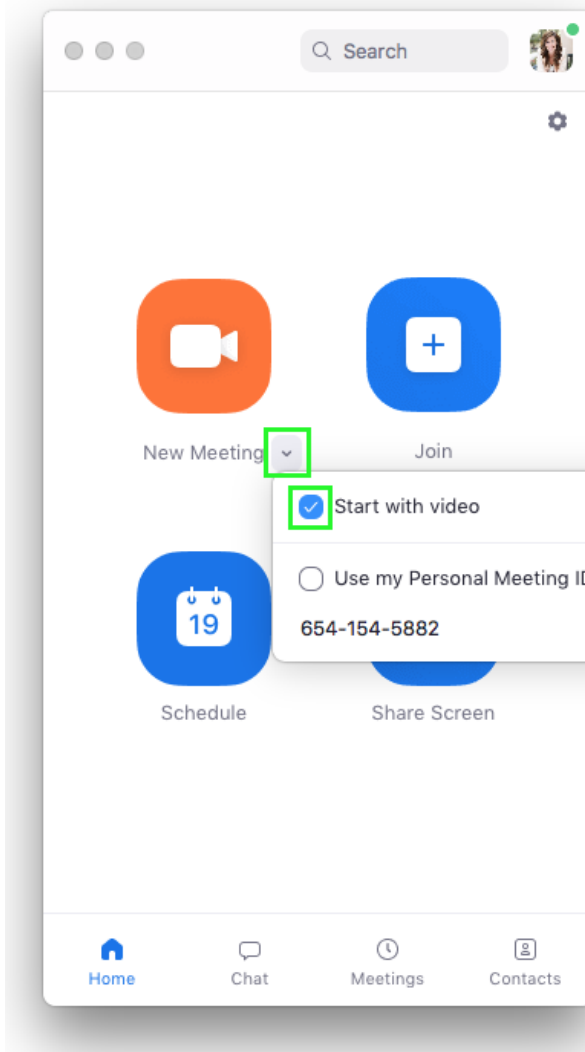 Search
New Meeting
Join
Start with video
Use my Personal Meeting ID
654-154-5882
19
Schedule
Share Screen
Home
Chat
Meetings
Contacts